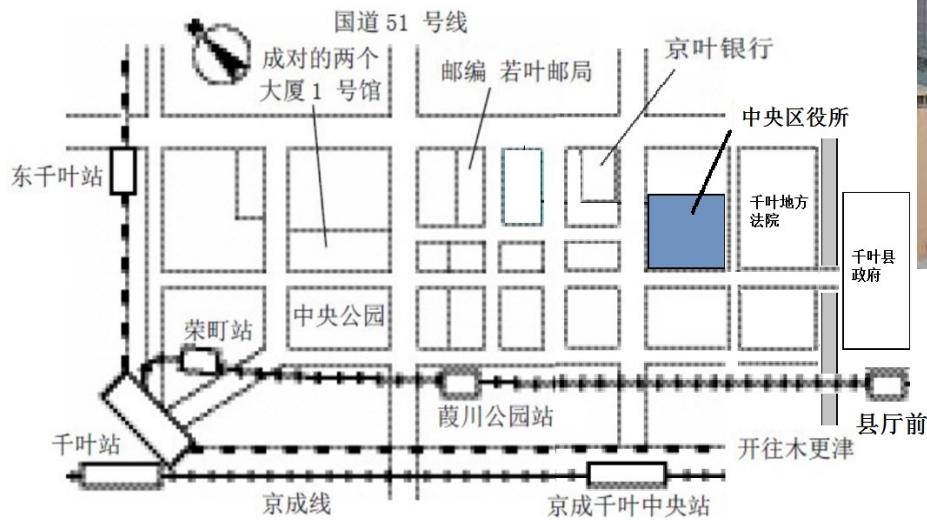 国道 51 号线
成对的两个
大厦 1 号馆
邮编 若叶邮局
京叶银行
中央区役所
东千叶站
千叶地方
法院
千叶县
政府
中央公园
荣町站
葭川公园站
县厅前
千叶站
开往木更津
京成线
京成千叶中央站